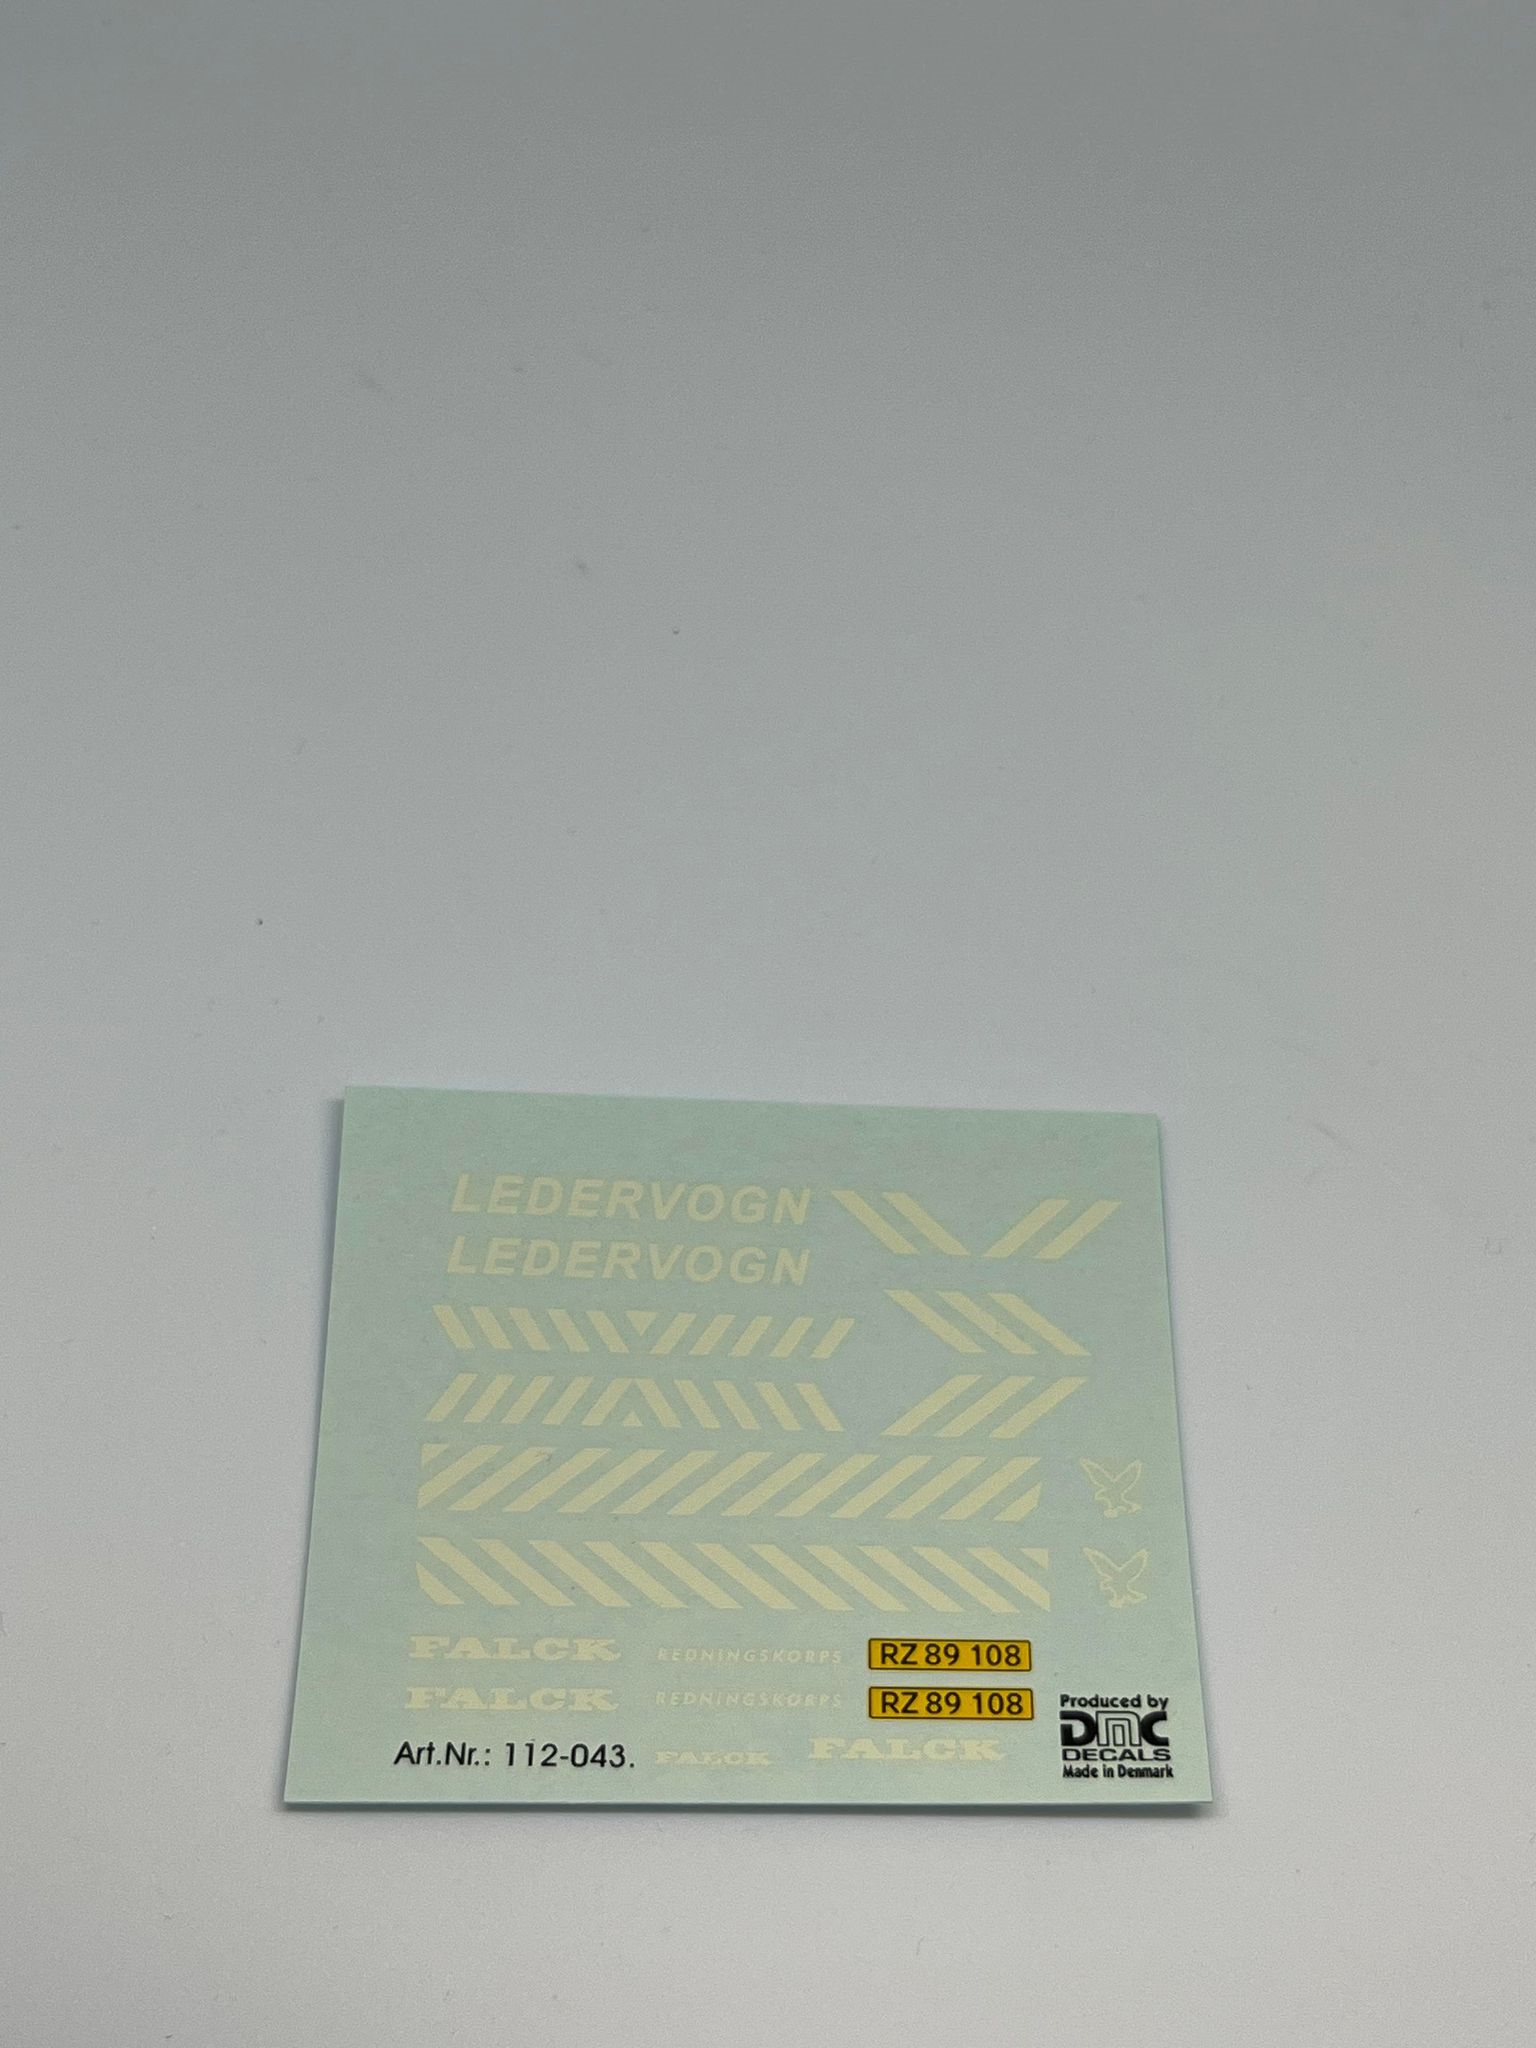 LEDERVOGN
LEDERVOGN
FALCK REDNINGSKORPS RZ 89 108
FALCK REDNINGSKORPS RZ 89 108
Art.Nr.: 112-043. FALCK FALCK
Produced by
DMC
DECALS
Made in Denmark